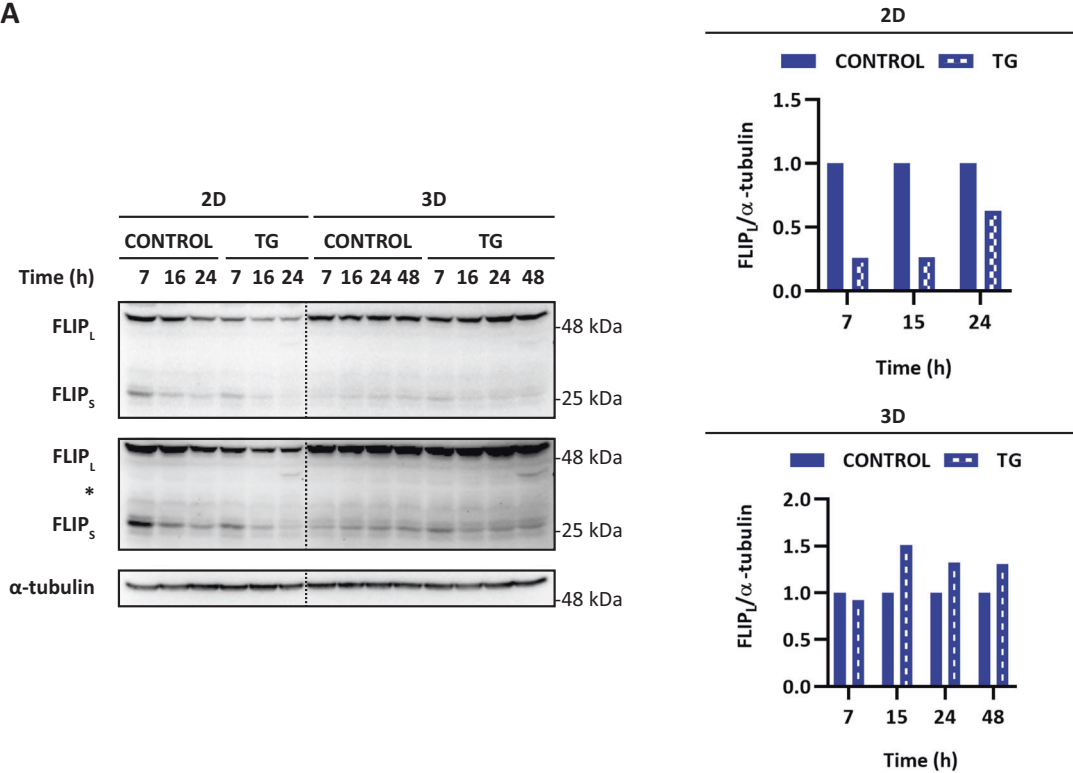 A
2D 3D
CONTROL TG CONTROL TG
Time (h) 7 16 24 7 16 24 7 16 24 48 7 16 24 48
FLIPL -48 kDa
FLIPS -25 kDa
FLIPL -48 kDa
*
FLIPS -25 kDa
α-tubulin -48 kDa
2D
CONTROL TG
FLIPL/α-tubulin
1.5
1.0
0.5
0.0
7 15 24
Time (h)
3D
CONTROL TG
FLIPL/α-tubulin
2.0
1.5
1.0
0.5
0.0
7 15 24 48
Time (h)